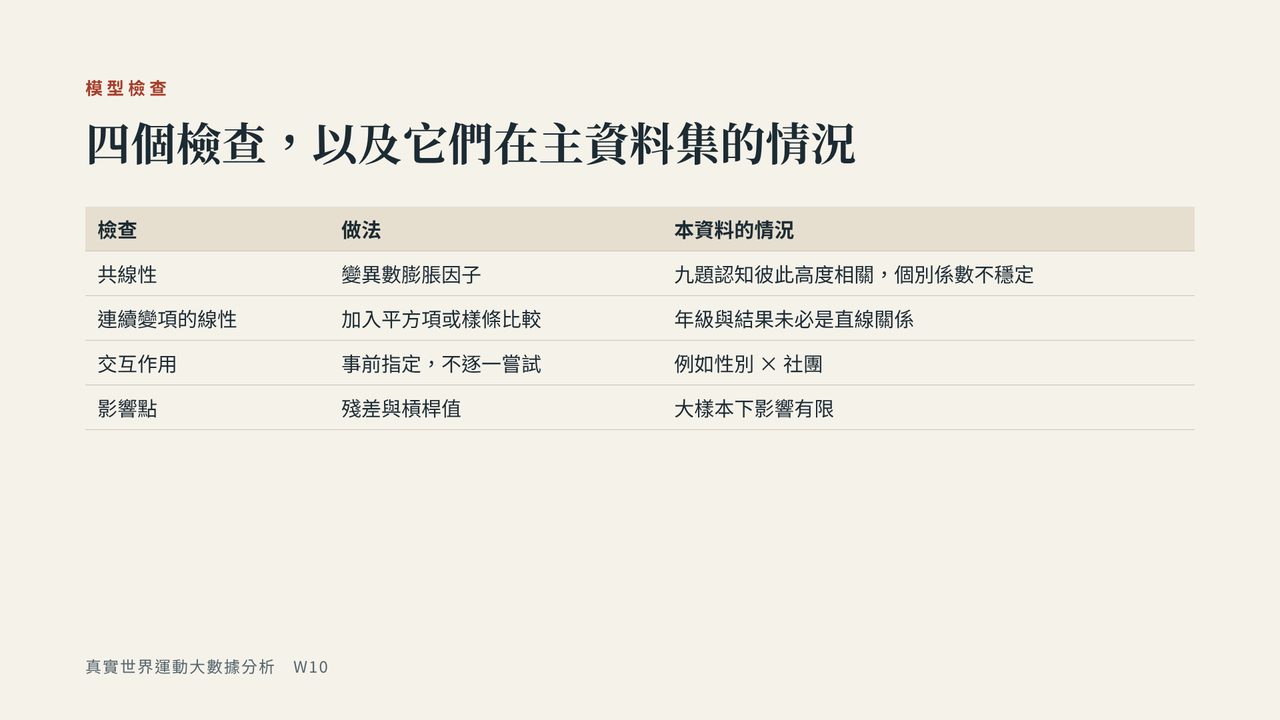 模型檢查
四個檢查，以及它們在主資料集的情況
檢查 做法 本資料的情況
共線性 變異數膨脹因子 九題認知彼此高度相關，個別係數不穩定
連續變項的線性 加入平方項或樣條比較 年級與結果未必是直線關係
交互作用 事前指定，不逐一嘗試 例如性別 × 社團
影響點 殘差與槓桿值 大樣本下影響有限
真實世界運動大數據分析 W10